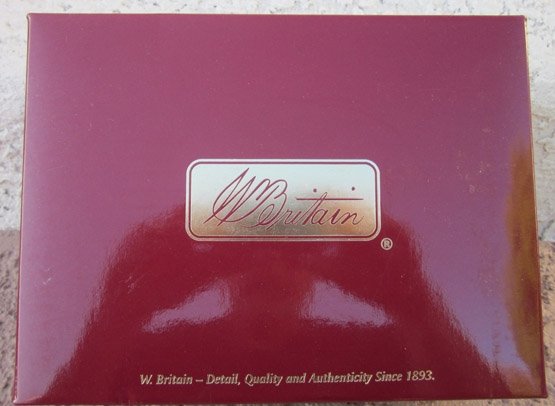 W Britain
®
W. Britain – Detail, Quality and Authenticity Since 1893.